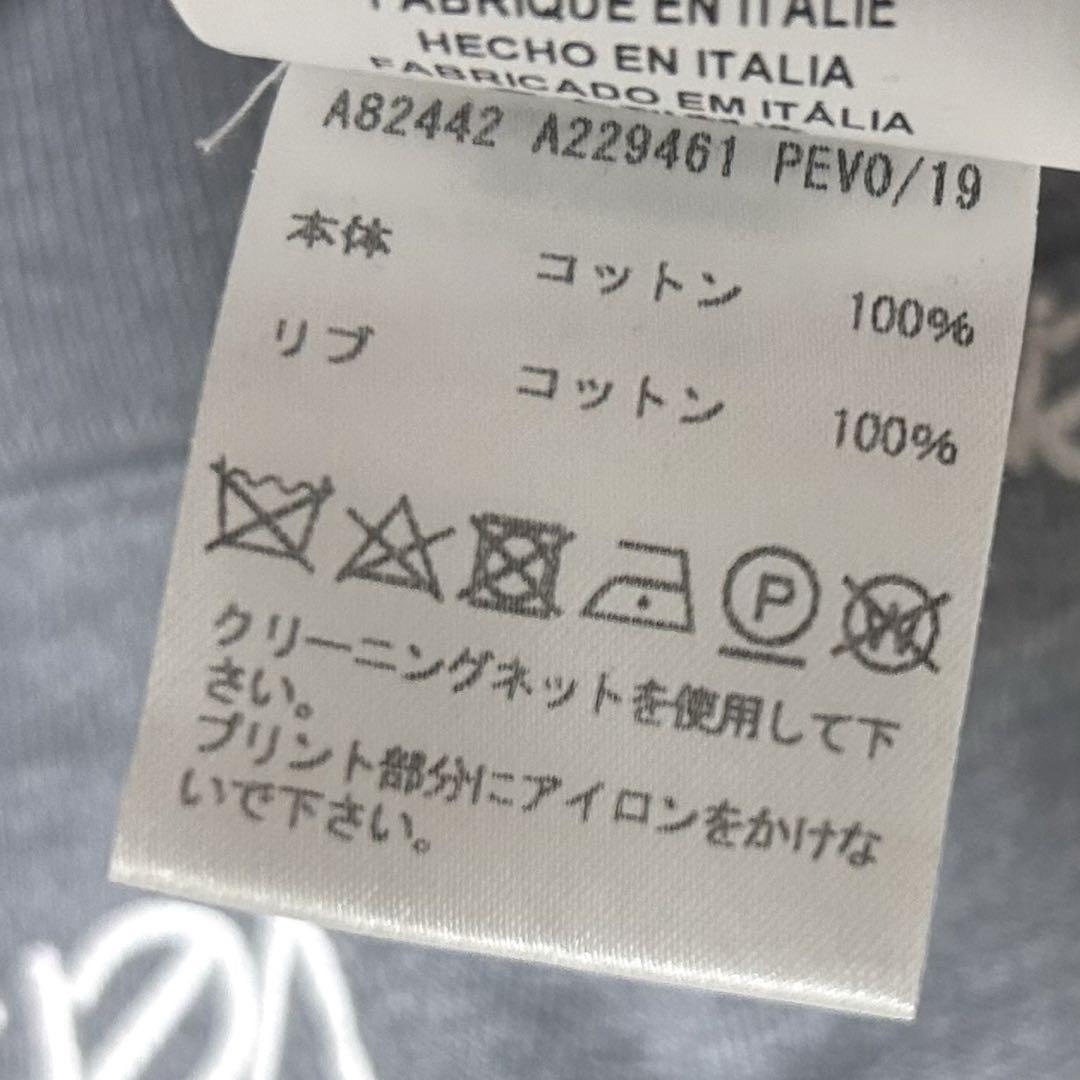 FABRIQUE EN ITALIE
HECHO EN ITALIA
FABRICADO EM ITÁLIA
A82442 A229461 PEVO/19
本体 コットン 100%
リブ コットン 100%
P
W
クリーニングネットを使用して下
さい。
プリント部分にアイロンをかけな
いで下さい。